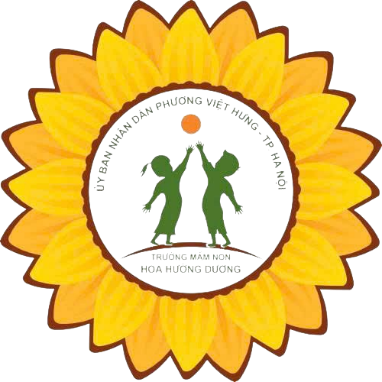 ỦY BAN NHÂN DÂN PHƯỜNG VIỆT HƯNG - TP HÀ NỘI
TRƯỜNG MẦM NON
HOA HƯỚNG DƯƠNG